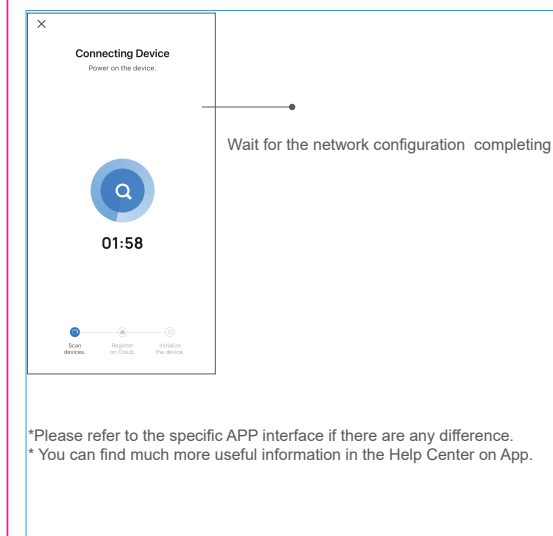 Connecting Device
Power on the device.
Wait for the network configuration  completing
01:58
Scan devices.
Register on Cloud.
Initialize the device.
*Please refer to the specific APP interface if there are any difference.
* You can find much more useful information in the Help Center on App.